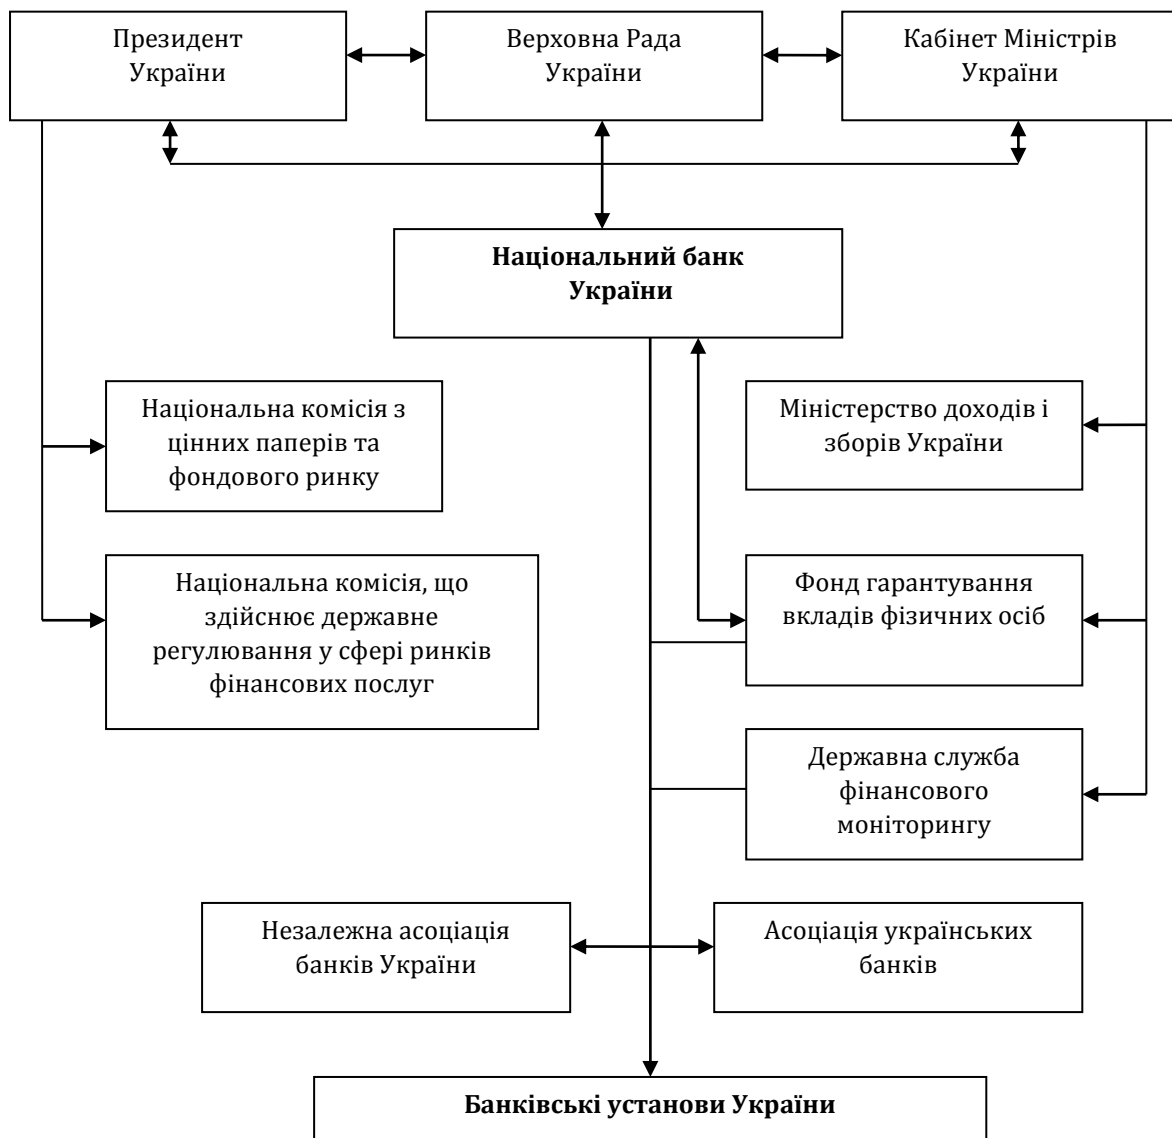 Президент
України
Верховна Рада
України
Кабінет Міністрів
України
Національний банк
України
Національна комісія з
цінних паперів та
фондового ринку
Міністерство доходів і
зборів України
Національна комісія, що
здійснює державне
регулювання у сфері ринків
фінансових послуг
Фонд гарантування
вкладів фізичних осіб
Державна служба
фінансового
моніторингу
Незалежна асоціація
банків України
Асоціація українських
банків
Банківські установи України